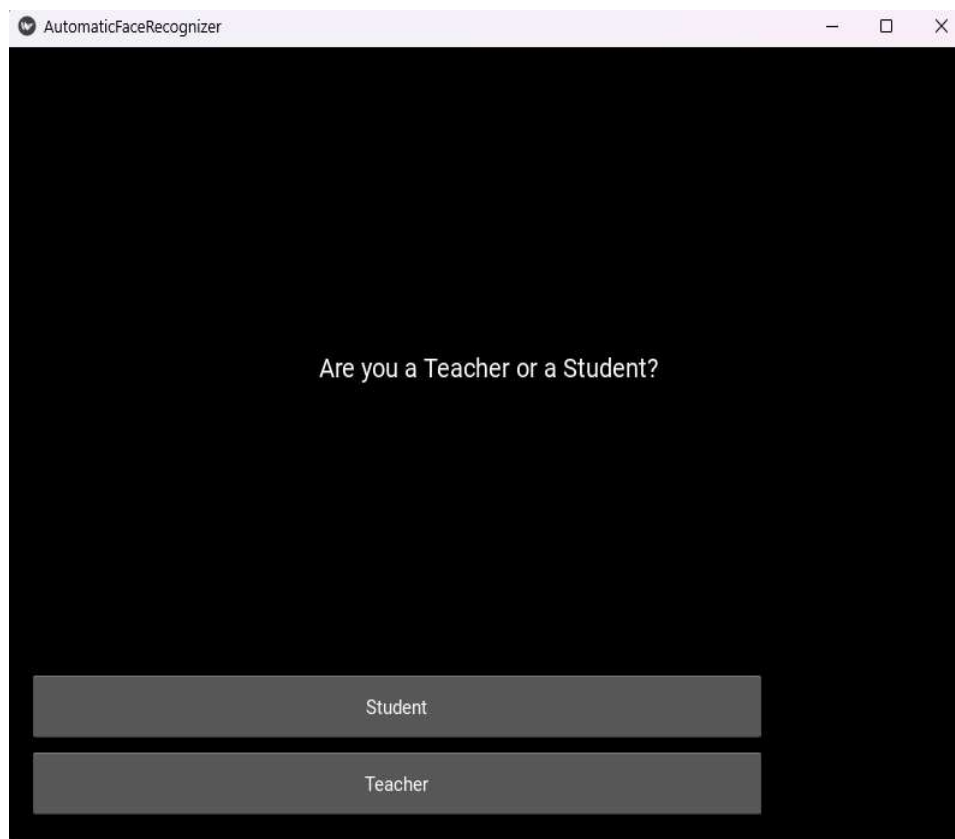 AutomaticFaceRecognizer
Are you a Teacher or a Student?
Student
Teacher